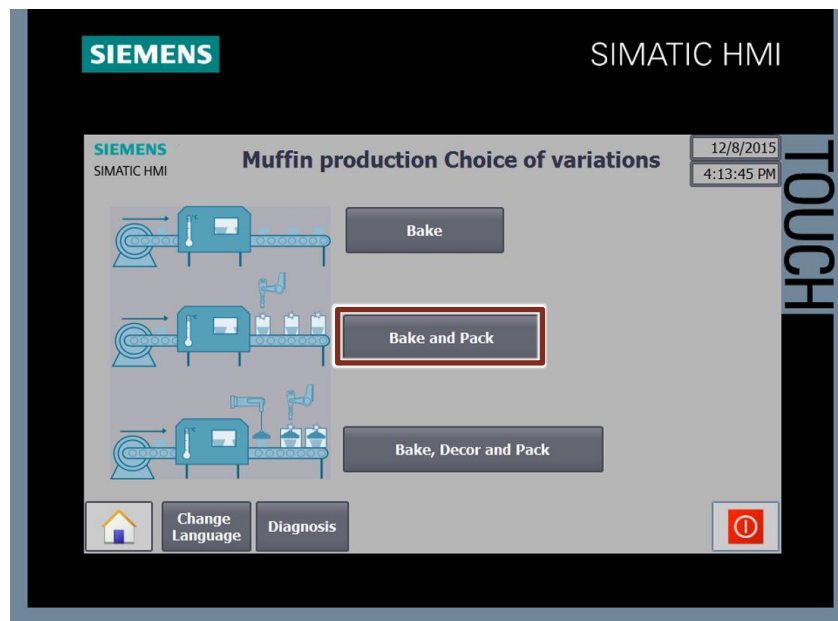 SIEMENS
SIMATIC HMI
SIEMENS
SIMATIC HMI
Muffin production Choice of variations
12/8/2015
4:13:45 PM
TOUCH
Bake
Bake and Pack
Bake, Decor and Pack
Change
Language
Diagnosis